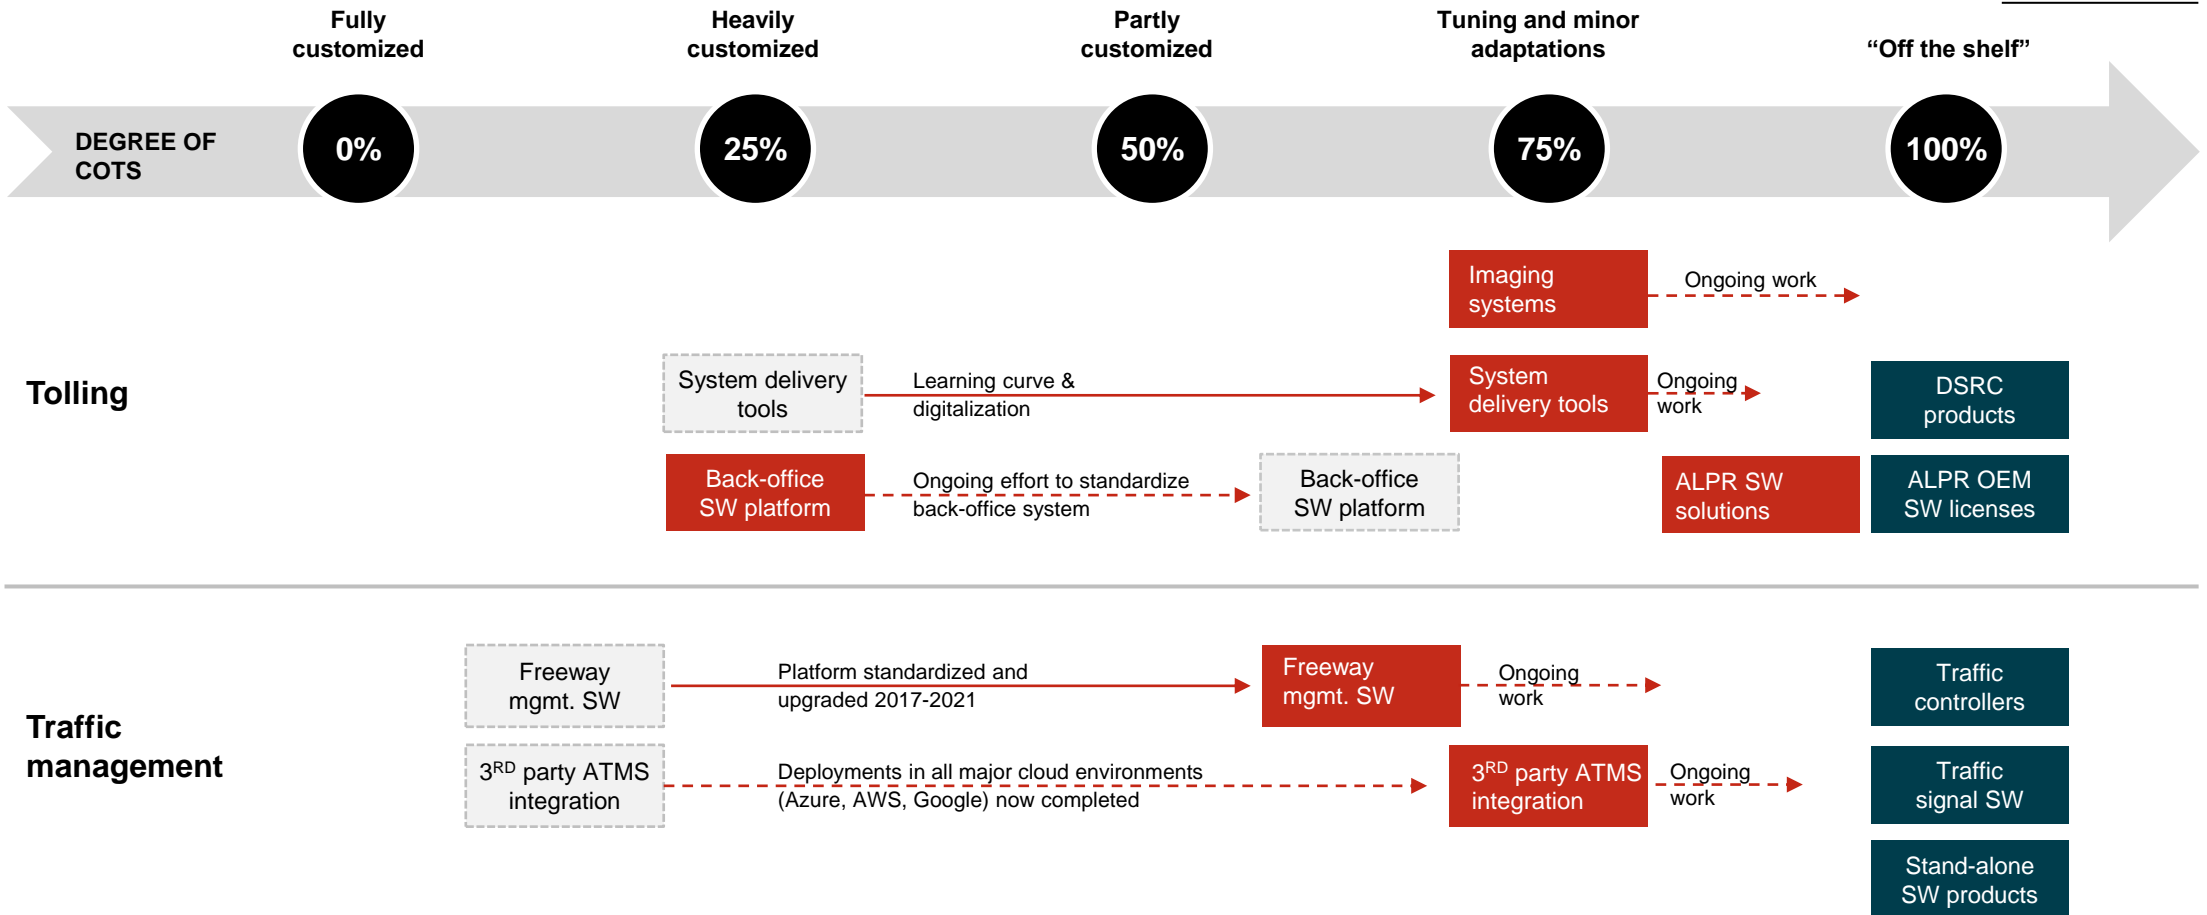 Fully
customized
Heavily
customized
Partly
customized
Tuning and minor
adaptations
“Off the shelf”
DEGREE OF
COTS
0%
25%
50%
75%
100%
Tolling
Imaging
systems
Ongoing work
System delivery
tools
Learning curve &
digitalization
System
delivery tools
Ongoing
work
DSRC
products
Back-office
SW platform
Ongoing effort to standardize
back-office system
Back-office
SW platform
ALPR SW
solutions
ALPR OEM
SW licenses
Traffic
management
Freeway
mgmt. SW
Platform standardized and
upgraded 2017-2021
Freeway
mgmt. SW
Ongoing
work
Traffic
controllers
3RD party ATMS
integration
Deployments in all major cloud environments
(Azure, AWS, Google) now completed
3RD party ATMS
integration
Ongoing
work
Traffic
signal SW
Stand-alone
SW products